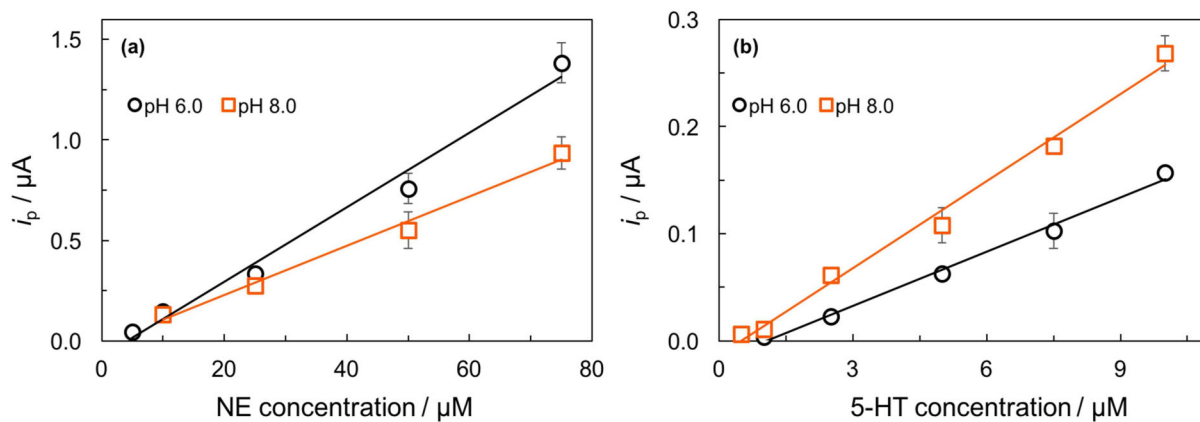 (a)
pH 6.0 pH 8.0
1.5
1.0
0.5
0.0
0 20 40 60 80
iₚ / µA
NE concentration / µM
(b)
pH 6.0 pH 8.0
0.3
0.2
0.1
0.0
0 3 6 9
iₚ / µA
5-HT concentration / µM